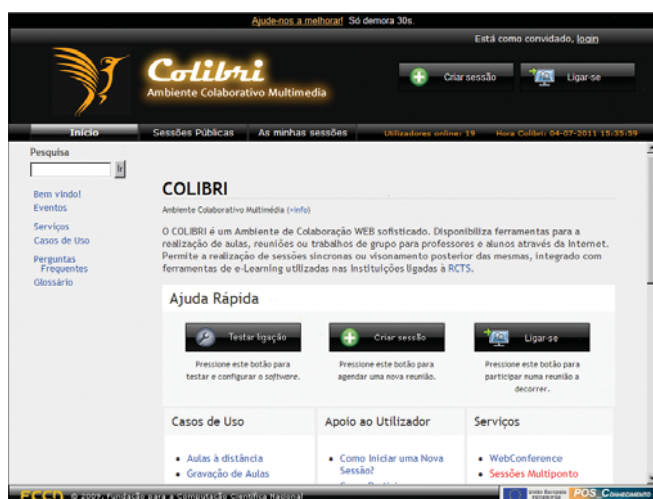 Ajude-nos a melhorar! Só demora 30s.
Está como convidado, login
Colibri
Ambiente Colaborativo Multimedia
Criar sessão
Ligar-se
Início
Sessões Públicas
As minhas sessões
Utilizadores online: 19
Hora Colibri: 04-07-2011 15:35:59
Pesquisa
Ir
Bem vindo!
Eventos
Serviços
Casos de Uso
Perguntas
Frequentes
Glossário
COLIBRI
Ambiente Colaborativo Multimédia (+info)
O COLIBRI é um Ambiente de Colaboração WEB sofisticado. Disponibiliza ferramentas para a
realização de aulas, reuniões ou trabalhos de grupo para professores e alunos através da Internet.
Permite a realização de sessões síncronas ou visonamento posterior das mesmas, integrado com
ferramentas de e-Learning utilizadas nas Instituições ligadas à RCTS.
Ajuda Rápida
Testar ligação
Pressione este botão para
testar e configurar o software.
Criar sessão
Pressione este botão para
agendar uma nova reunião.
Ligar-se
Pressione este botão para
participar numa reunião a
decorrer.
Casos de Uso
• Aulas à distância
• Gravação de Aulas
Apoio ao Utilizador
• Como Iniciar uma Nova
Sessão?
Serviços
• WebConference
• Sessões Multiponto
FCCN © 2009, Fundação para a Computação Científica Nacional
POS_Conhecimento